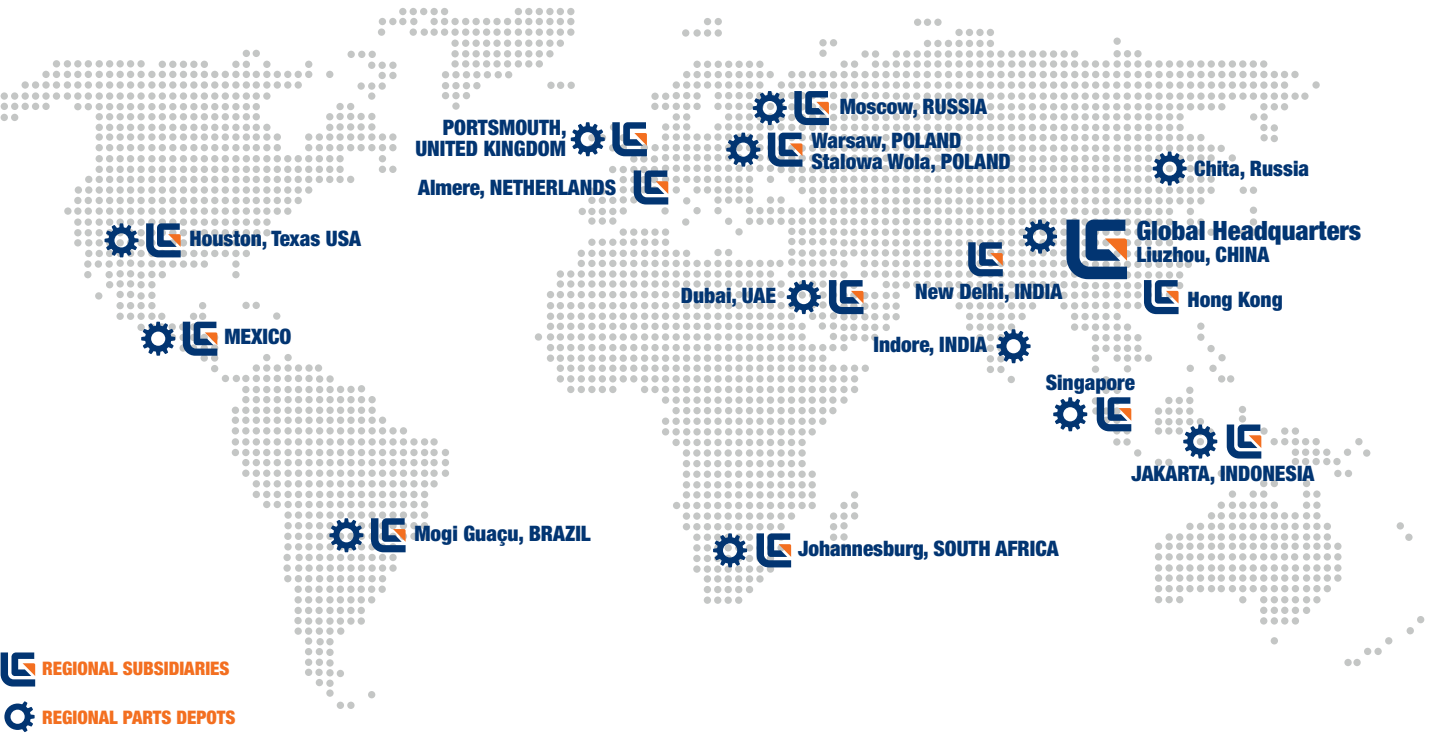 Moscow, RUSSIA
PORTSMOUTH,
UNITED KINGDOM
Warsaw, POLAND
Stalowa Wola, POLAND
Chita, Russia
Almere, NETHERLANDS
Houston, Texas USA
Global Headquarters
Liuzhou, CHINA
New Delhi, INDIA
Dubai, UAE
Hong Kong
MEXICO
Indore, INDIA
Singapore
JAKARTA, INDONESIA
Mogi Guaçu, BRAZIL
Johannesburg, SOUTH AFRICA
REGIONAL SUBSIDIARIES
REGIONAL PARTS DEPOTS